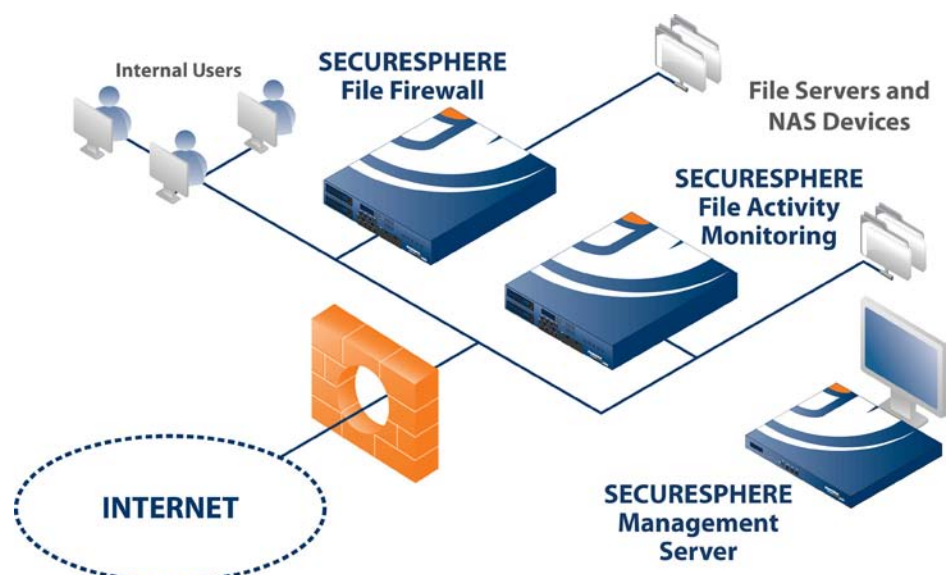 Internal Users
SECURESPHERE
File Firewall
File Servers and
NAS Devices
SECURESPHERE
File Activity
Monitoring
INTERNET
SECURESPHERE
Management
Server